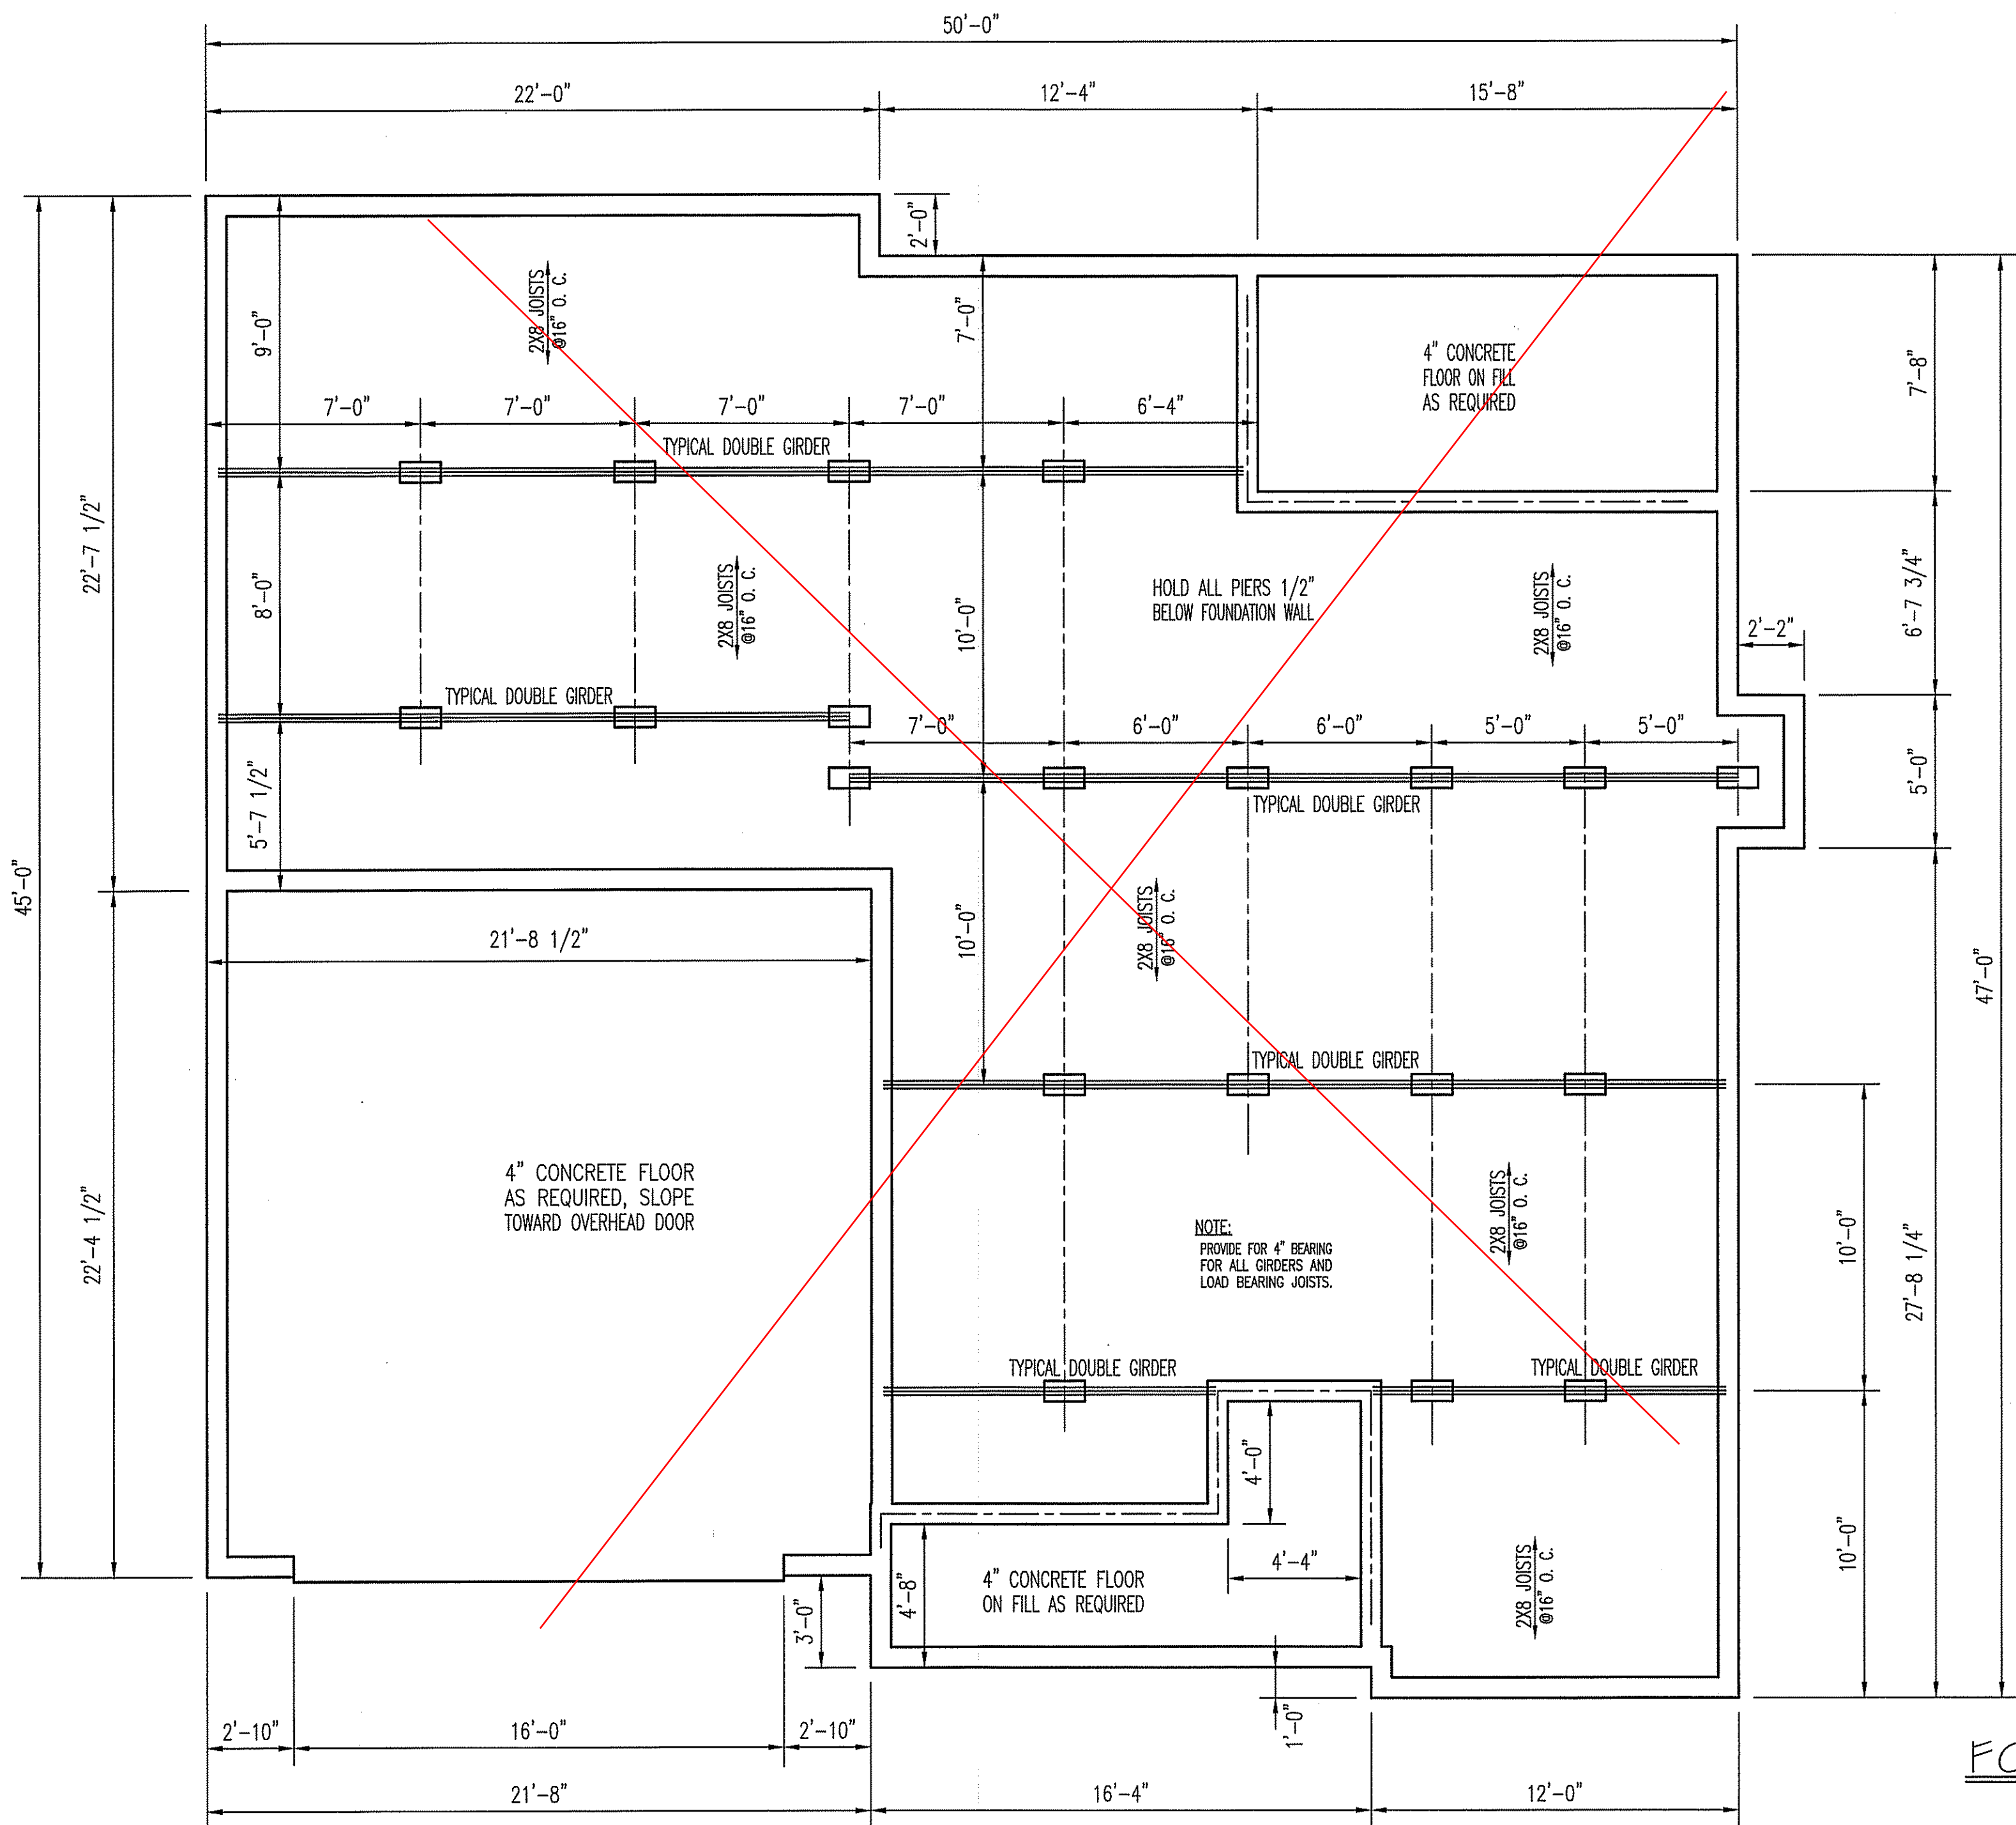 50'-0"
22'-0"
12'-4"
15'-8"
2'-0"
9'-0"
2X8 JOISTS
@16" O. C.
7'-0"
4" CONCRETE
FLOOR ON FILL
AS REQUIRED
7'-8"
7'-0"
7'-0"
7'-0"
7'-0"
6'-4"
TYPICAL DOUBLE GIRDER
22'-7 1/2"
8'-0"
2X8 JOISTS
@16" O. C.
10'-0"
HOLD ALL PIERS 1/2"
BELOW FOUNDATION WALL
2X8 JOISTS
@16" O. C.
6'-7 3/4"
2'-2"
TYPICAL DOUBLE GIRDER
7'-0"
6'-0"
6'-0"
5'-0"
5'-0"
5'-0"
5'-7 1/2"
TYPICAL DOUBLE GIRDER
45'-0"
21'-8 1/2"
10'-0"
2X8 JOISTS
@16" O. C.
47'-0"
TYPICAL DOUBLE GIRDER
4" CONCRETE FLOOR
AS REQUIRED, SLOPE
TOWARD OVERHEAD DOOR
22'-4 1/2"
NOTE:
PROVIDE FOR 4" BEARING
FOR ALL GIRDERS AND
LOAD BEARING JOISTS.
2X8 JOISTS
@16" O. C.
10'-0"
27'-8 1/4"
TYPICAL DOUBLE GIRDER
TYPICAL DOUBLE GIRDER
4'-0"
4'-4"
4" CONCRETE FLOOR
ON FILL AS REQUIRED
4'-8"
3'-0"
2X8 JOISTS
@16" O. C.
10'-0"
1'-0"
2'-10"
16'-0"
2'-10"
FO
21'-8"
16'-4"
12'-0"